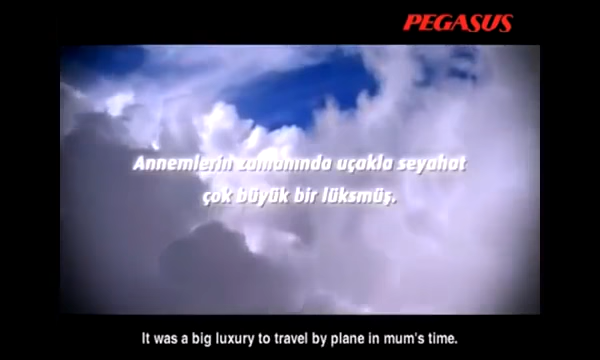 PEGASUS
Annemlerin zamanında uçakla seyahat
çok büyük bir lüksmüş.
It was a big luxury to travel by plane in mum's time.